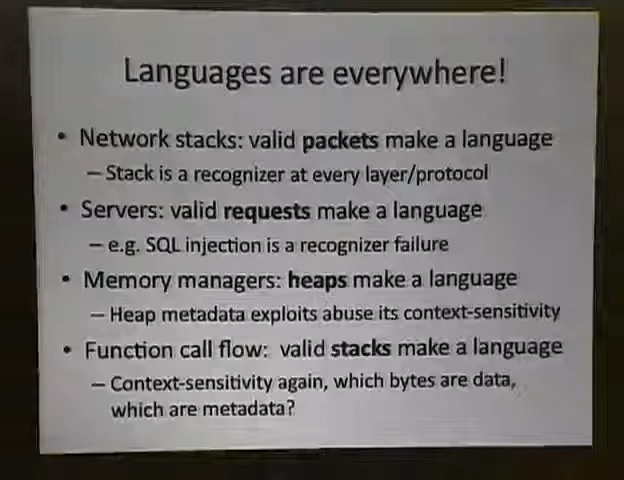 Languages are everywhere!
• Network stacks: valid packets make a language
– Stack is a recognizer at every layer/protocol
• Servers: valid requests make a language
– e.g. SQL injection is a recognizer failure
• Memory managers: heaps make a language
– Heap metadata exploits abuse its context-sensitivity
• Function call flow: valid stacks make a language
– Context-sensitivity again, which bytes are data,
which are metadata?